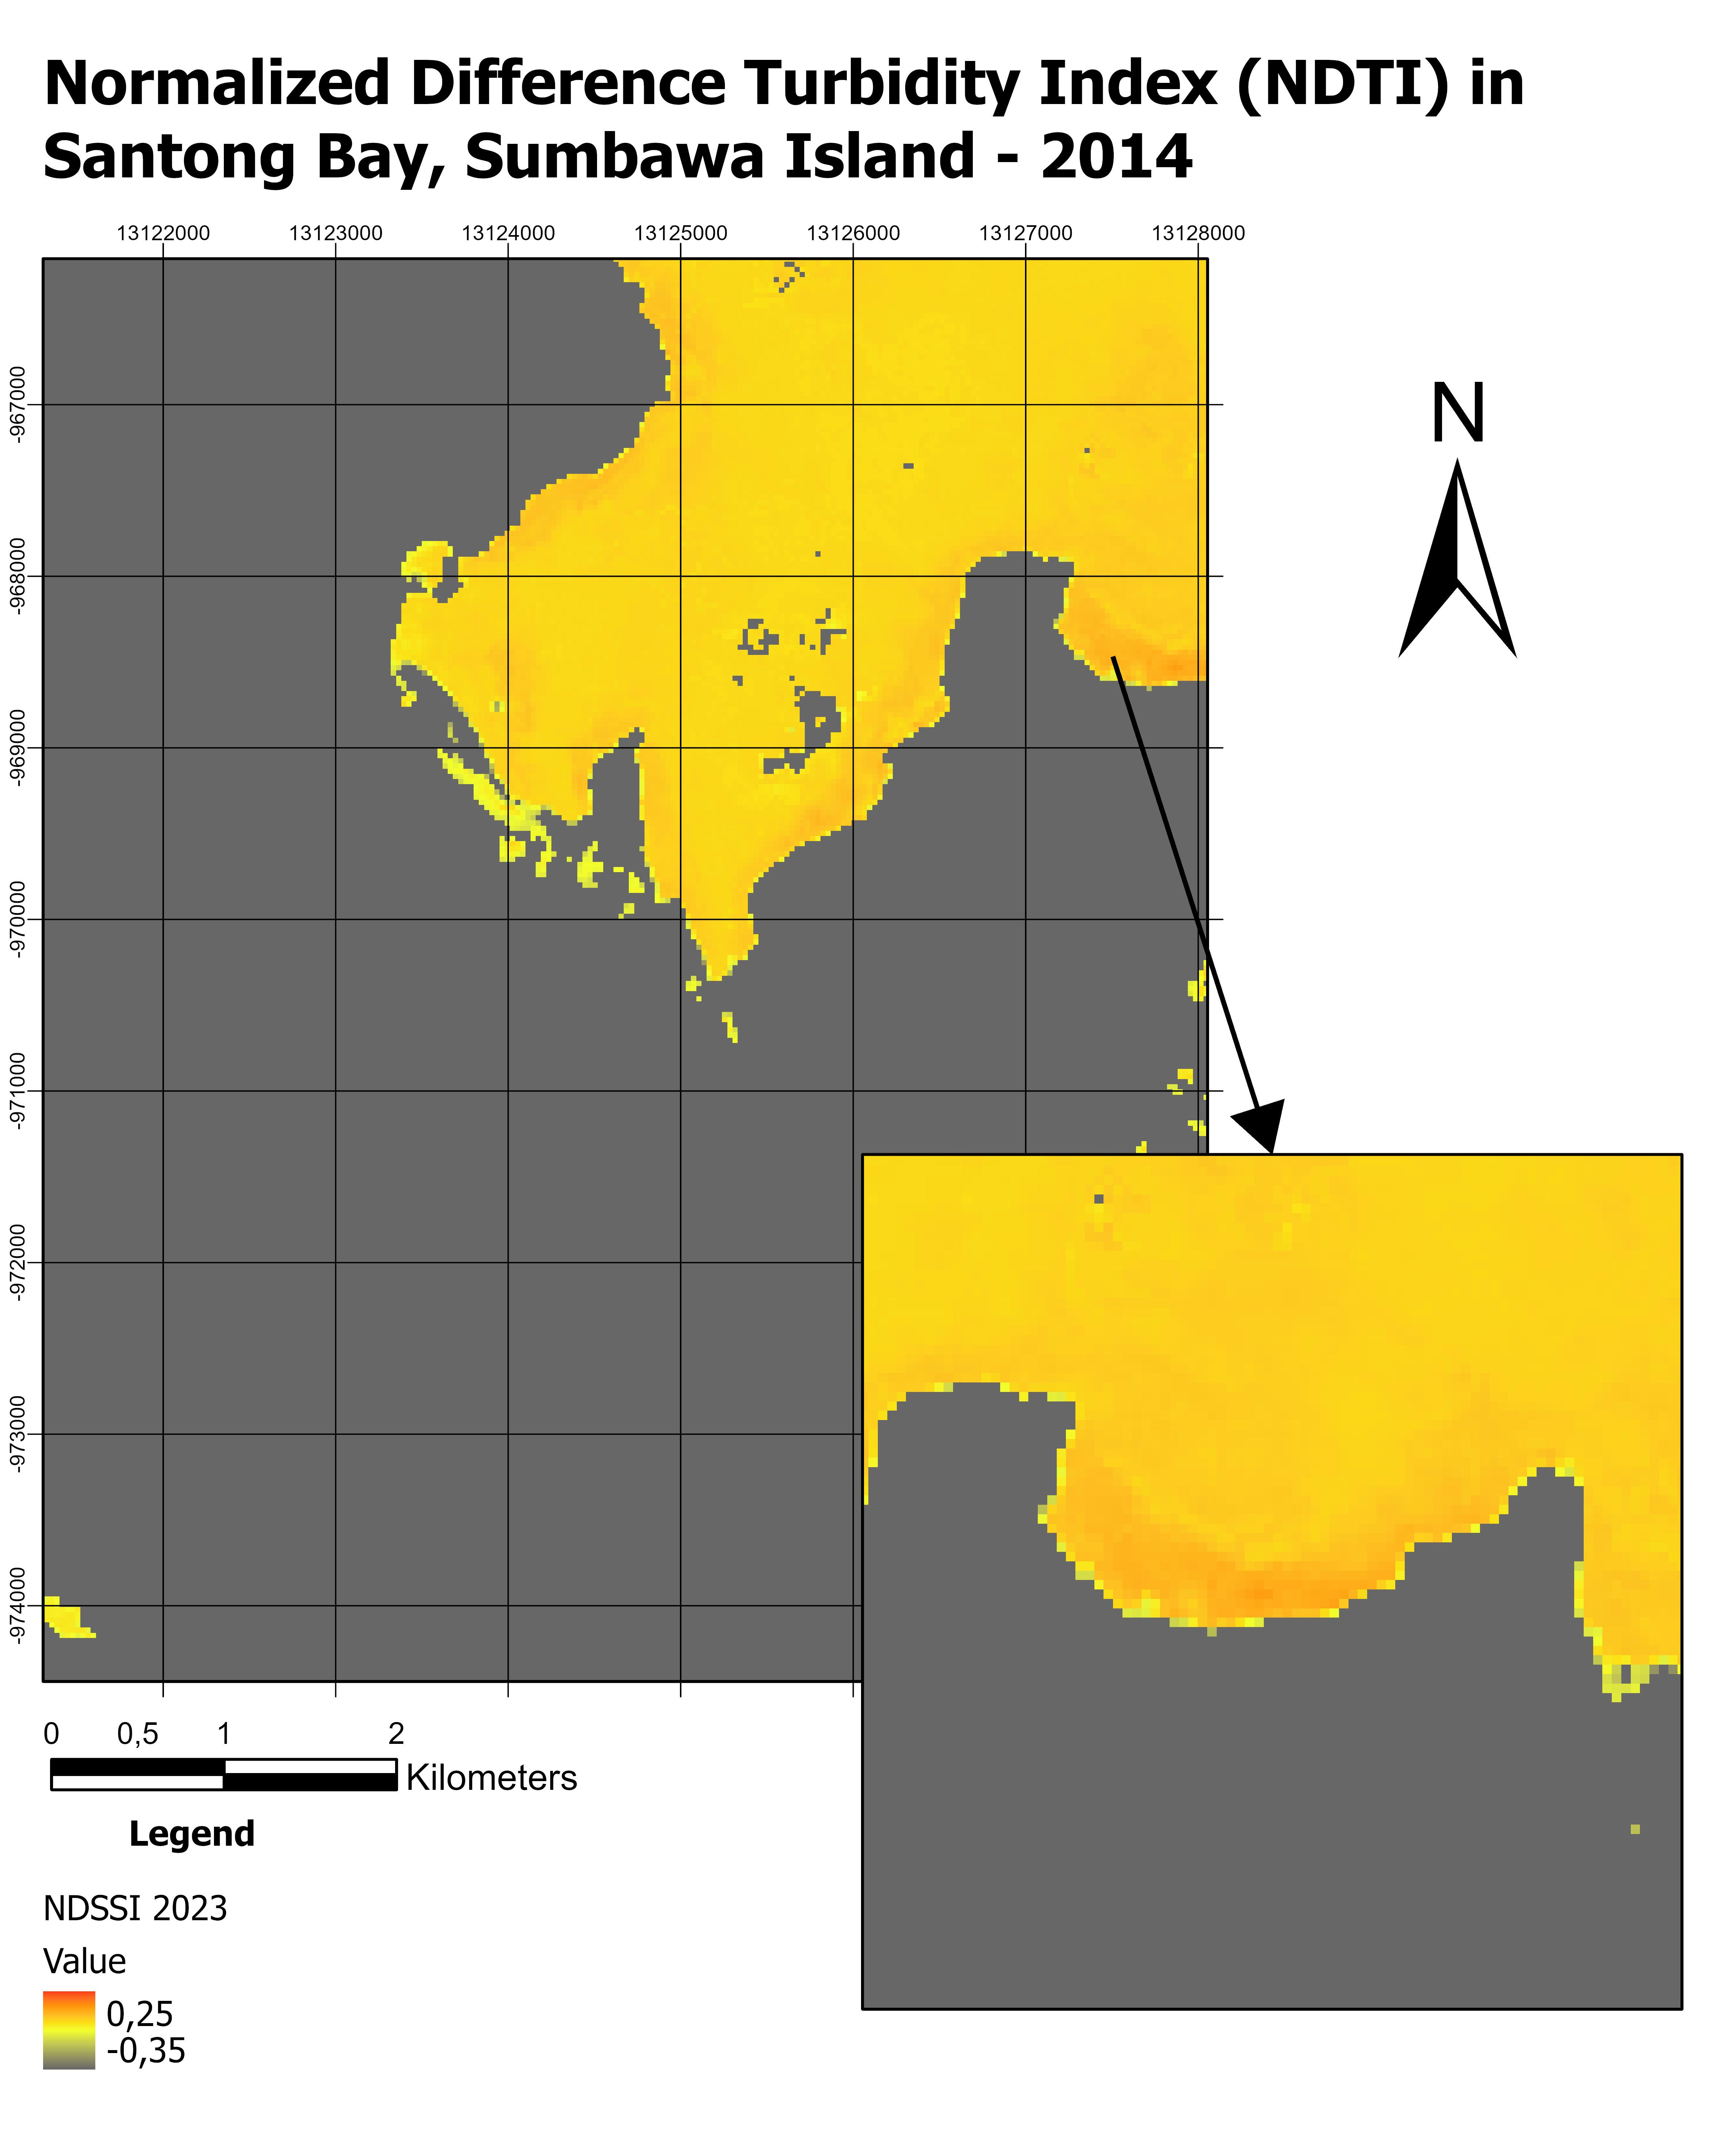 Normalized Difference Turbidity Index (NDTI) in
Santong Bay, Sumbawa Island - 2014
13122000 13123000 13124000 13125000 13126000 13127000 13128000
-967000
-968000
-969000
-970000
-971000
-972000
-973000
-974000
N
0 0,5 1 2
Kilometers
Legend
NDSSI 2023
Value
0,25
-0,35